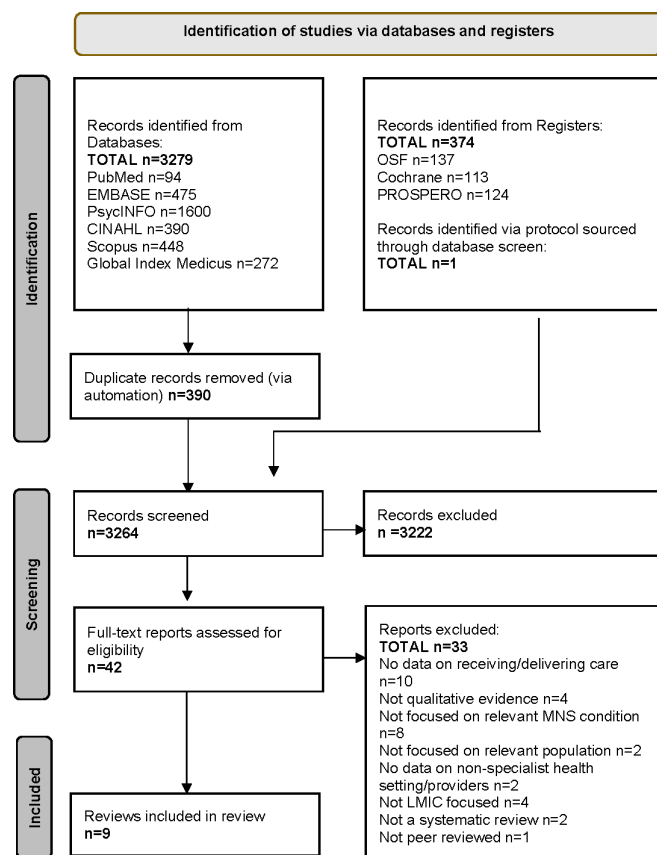 Identification of studies via databases and registers
Identification
Records identified from
Databases:
TOTAL n=3279
PubMed n=94
EMBASE n=475
PsycINFO n=1600
CINAHL n=390
Scopus n=448
Global Index Medicus n=272
Records identified from Registers:
TOTAL n=374
OSF n=137
Cochrane n=113
PROSPERO n=124
Records identified via protocol sourced
through database screen:
TOTAL n=1
Duplicate records removed (via
automation) n=390
Screening
Records screened
n=3264
Records excluded
n =3222
Full-text reports assessed for
eligibility
n=42
Reports excluded:
TOTAL n=33
No data on receiving/delivering care
n=10
Not qualitative evidence n=4
Not focused on relevant MNS condition
n=8
Not focused on relevant population n=2
No data on non-specialist health
setting/providers n=2
Not LMIC focused n=4
Not a systematic review n=2
Not peer reviewed n=1
Included
Reviews included in review
n=9